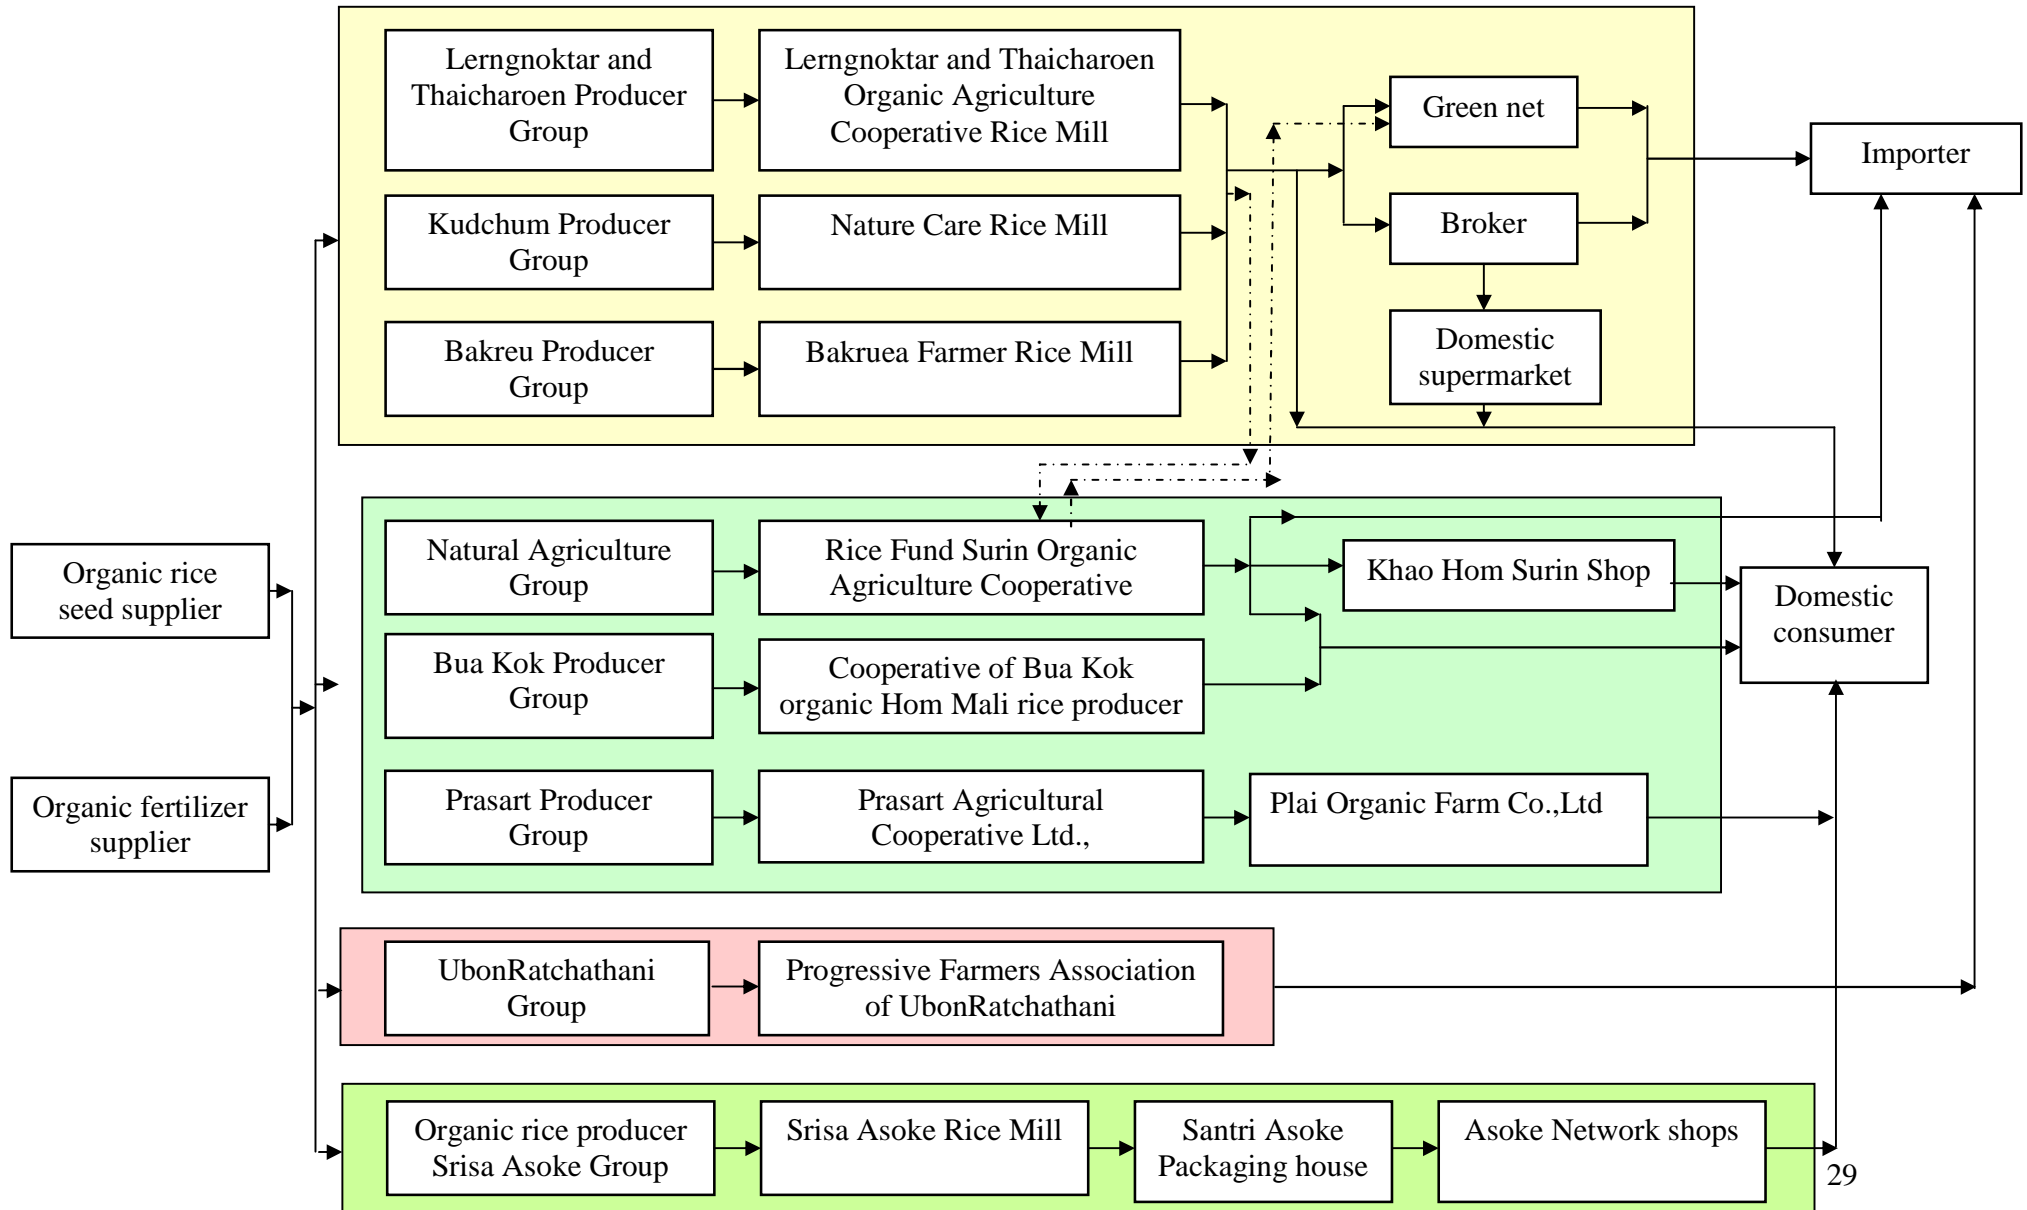 Lerngnoktar and
Thaicharoen Producer
Group
Lerngnoktar and Thaicharoen
Organic Agriculture
Cooperative Rice Mill
Green net
Importer
Kudchum Producer
Group
Nature Care Rice Mill
Broker
Bakreu Producer
Group
Bakruea Farmer Rice Mill
Domestic
supermarket
Organic rice
seed supplier
Organic fertilizer
supplier
Natural Agriculture
Group
Rice Fund Surin Organic
Agriculture Cooperative
Khao Hom Surin Shop
Domestic
consumer
Bua Kok Producer
Group
Cooperative of Bua Kok
organic Hom Mali rice producer
Prasart Producer
Group
Prasart Agricultural
Cooperative Ltd.,
Plai Organic Farm Co.,Ltd
UbonRatchathani
Group
Progressive Farmers Association
of UbonRatchathani
Organic rice producer
Srisa Asoke Group
Srisa Asoke Rice Mill
Santri Asoke
Packaging house
Asoke Network shops
29